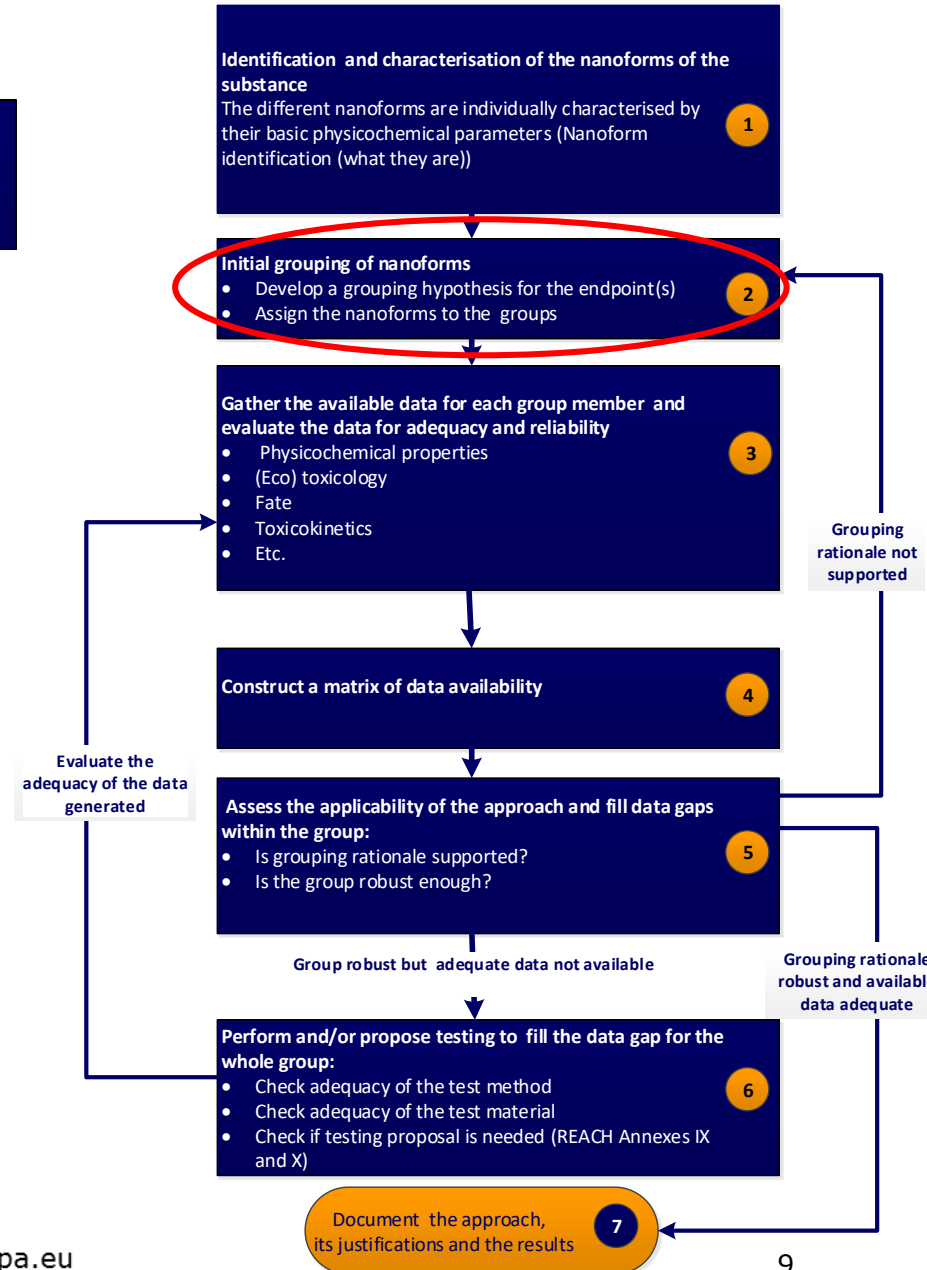 Identification and characterisation of the nanoforms of the
substance
The different nanoforms are individually characterised by
their basic physicochemical parameters (Nanoform
identification (what they are))
1
Initial grouping of nanoforms
• Develop a grouping hypothesis for the endpoint(s)
• Assign the nanoforms to the groups
2
Gather the available data for each group member and
evaluate the data for adequacy and reliability
• Physicochemical properties
• (Eco) toxicology
• Fate
• Toxicokinetics
• Etc.
3
Grouping
rationale not
supported
Construct a matrix of data availability
4
Evaluate the
adequacy of the data
generated
Assess the applicability of the approach and fill data gaps
within the group:
• Is grouping rationale supported?
• Is the group robust enough?
5
Group robust but adequate data not available
Grouping rationale
robust and availabl
data adequate
Perform and/or propose testing to fill the data gap for the
whole group:
• Check adequacy of the test method
• Check adequacy of the test material
• Check if testing proposal is needed (REACH Annexes IX
and X)
6
Document the approach,
its justifications and the results
7
pa.eu
9